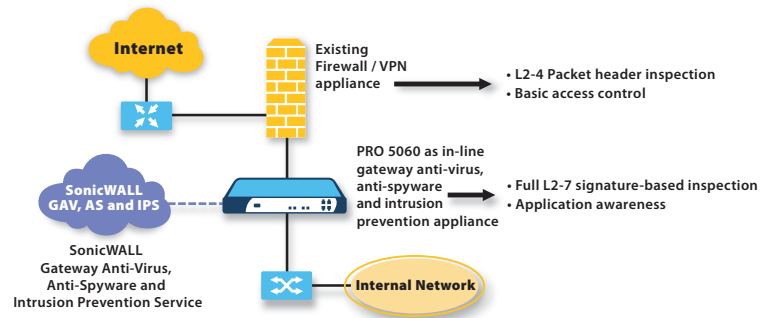 Internet
Existing
Firewall / VPN
appliance
• L2-4 Packet header inspection
• Basic access control
PRO 5060 as in-line
gateway anti-virus,
anti-spyware
and intrusion
prevention appliance
• Full L2-7 signature-based inspection
• Application awareness
SonicWALL
GAV, AS and IPS
SonicWALL
Gateway Anti-Virus,
Anti-Spyware and
Intrusion Prevention Service
Internal Network